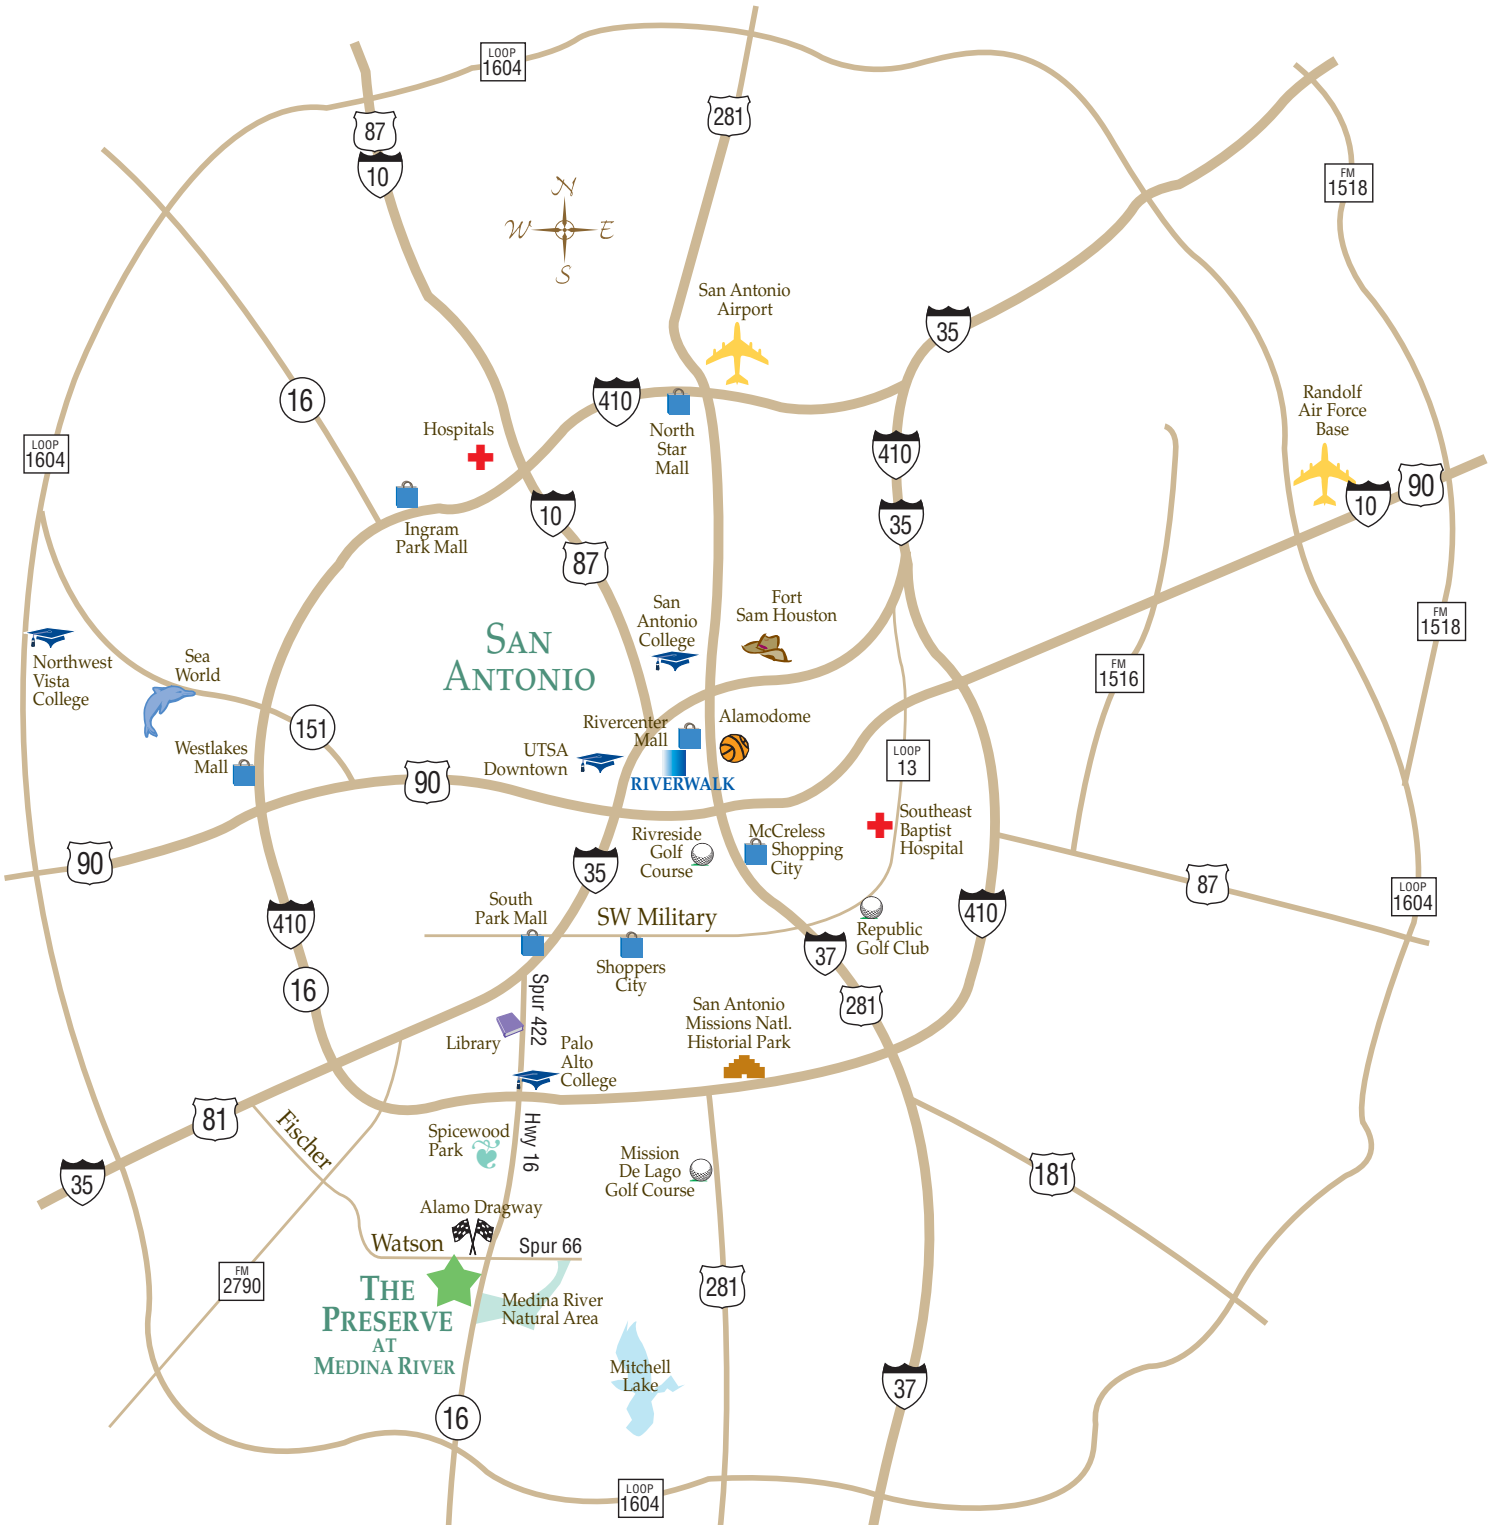 LOOP
1604
87
10
281
FM
1518
N
W
E
S
San Antonio
Airport
35
16
410
North
Star
Mall
Hospitals
410
Randolf
Air Force
Base
10
90
LOOP
1604
Ingram
Park Mall
10
87
35
San
Antonio
College
Fort
Sam Houston
FM
1518
SAN
ANTONIO
Northwest
Vista
College
Sea
World
FM
1516
151
Westlakes
Mall
Rivercenter
Mall
Alamodome
UTSA
Downtown
RIVERWALK
LOOP
13
90
90
Rivreside
Golf
Course
McCreless
Shopping
City
Southeast
Baptist
Hospital
35
87
LOOP
1604
410
South
Park Mall
SW Military
410
Republic
Golf Club
37
Shoppers
City
16
Spur 422
281
San Antonio
Missions Natl.
Historial Park
Library
Palo
Alto
College
81
Fischer
Spicewood
Park
Hwy 16
35
Mission
De Lago
Golf Course
181
Alamo Dragway
Watson
Spur 66
FM
2790
THE
PRESERVE
AT
MEDINA RIVER
Medina River
Natural Area
281
Mitchell
Lake
37
16
LOOP
1604